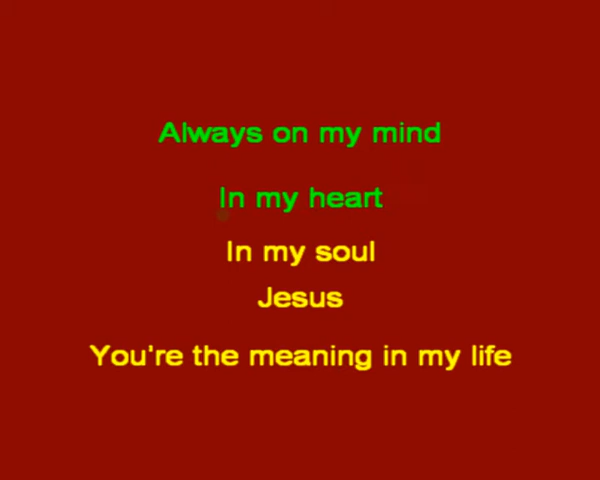 Always on my mind
In my heart
In my soul
Jesus
You're the meaning in my life